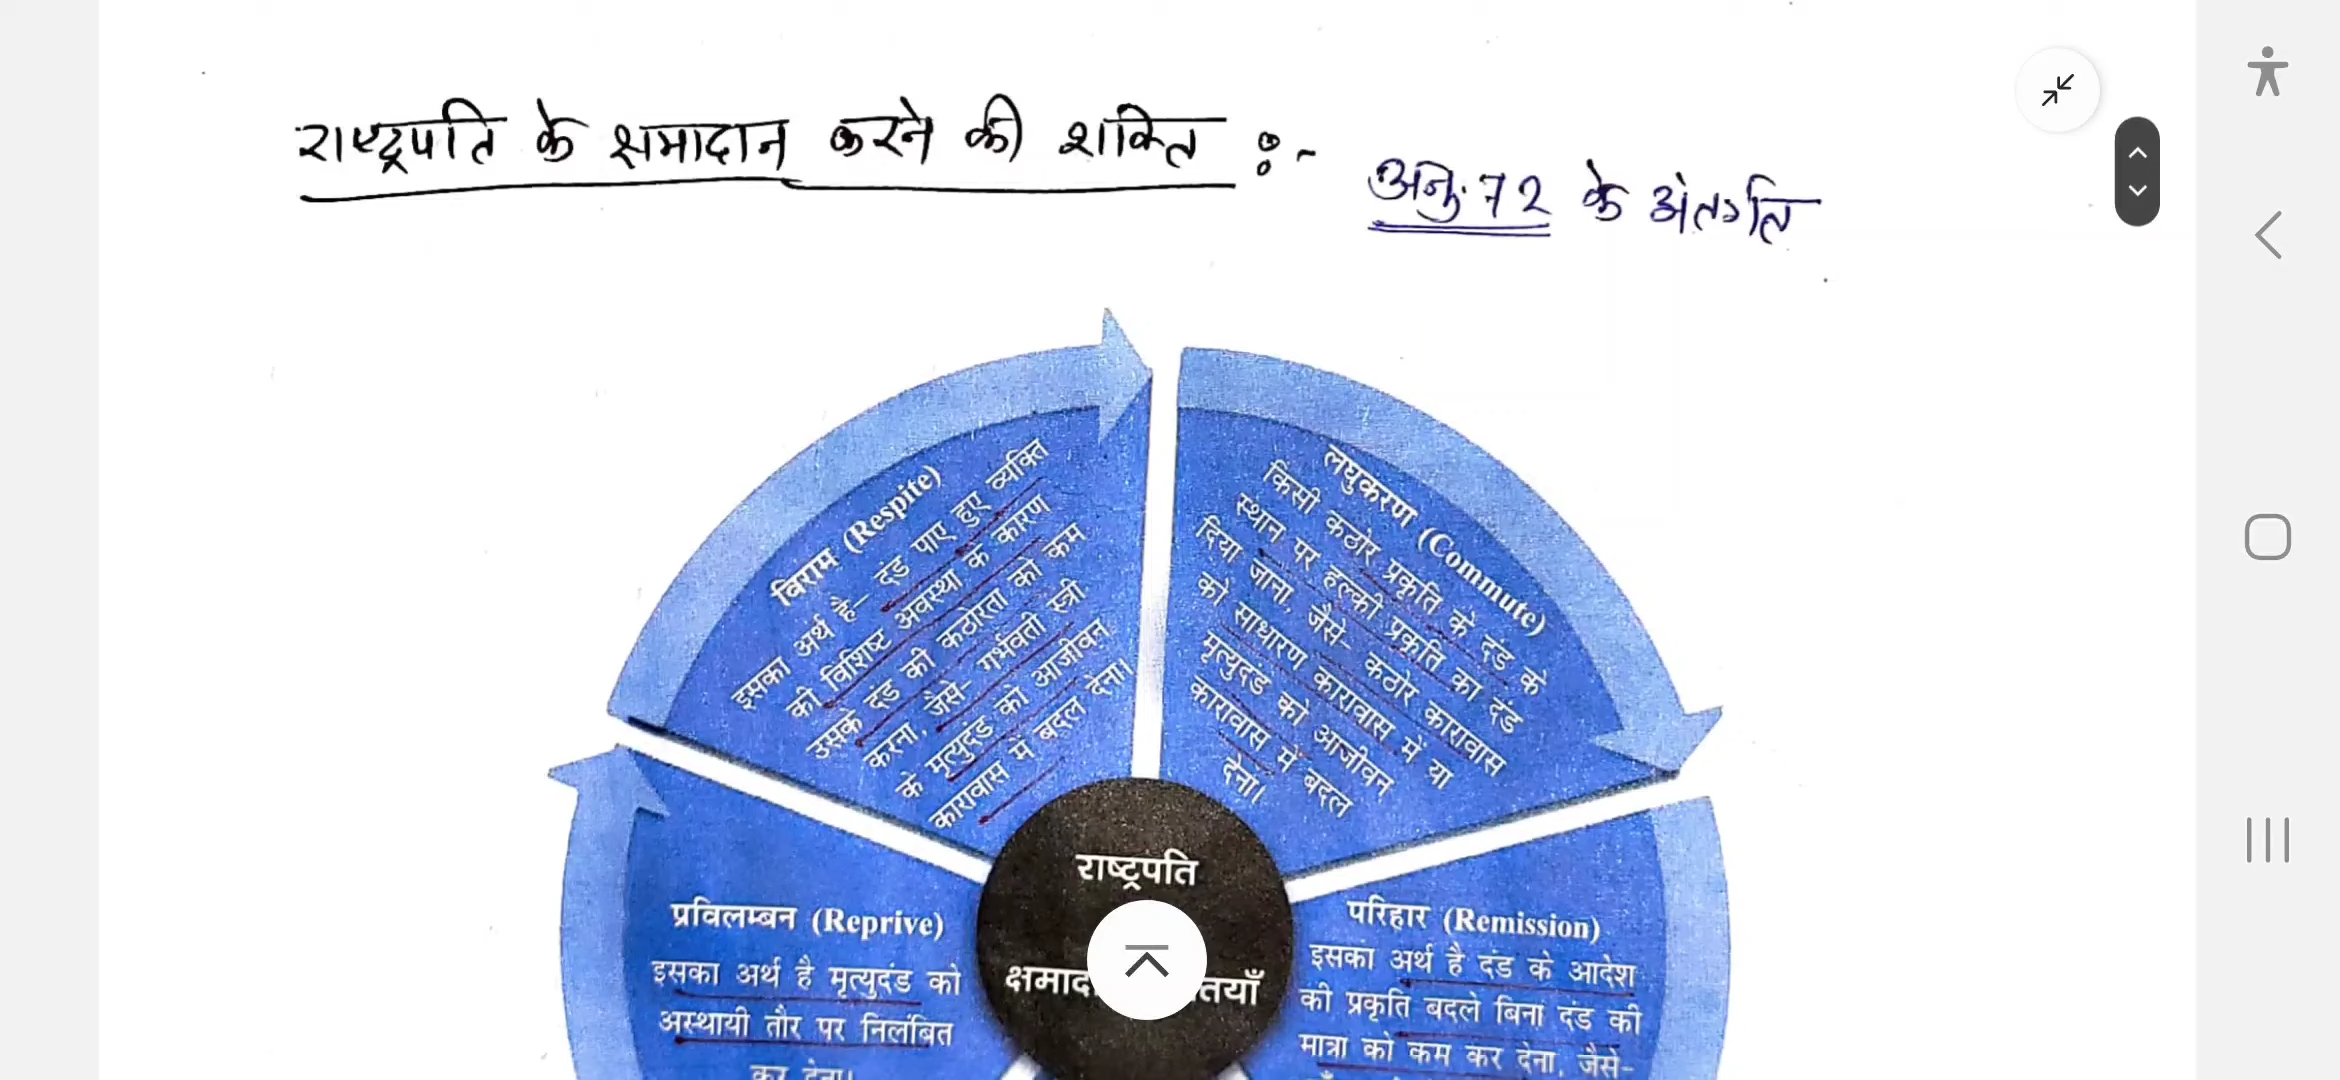 राष्ट्रपति के क्षमादान करने की शक्ति :-
अनु. 72 के अंतर्गत
विराम (Respite)
इसका अर्थ है- दंड पाए हुए व्यक्ति
की विशिष्ट अवस्था के कारण
उसके दंड की कठोरता को कम
करना, जैसे- गर्भवती स्त्री
के मृत्युदंड को आजीवन
कारावास में बदल देना।
लघुकरण (Commute)
किसी कठोर प्रकृति के दंड के
स्थान पर हल्की प्रकृति का दंड
दिया जाना, जैसे- कठोर कारावास
को साधारण कारावास में या
मृत्युदंड को आजीवन
कारावास में बदल
देना।
प्रविलम्बन (Reprive)
इसका अर्थ है मृत्युदंड को
अस्थायी तौर पर निलंबित
कर देना।
राष्ट्रपति
परिहार (Remission)
इसका अर्थ है दंड के आदेश
की प्रकृति बदले बिना दंड की
मात्रा को कम कर देना, जैसे-